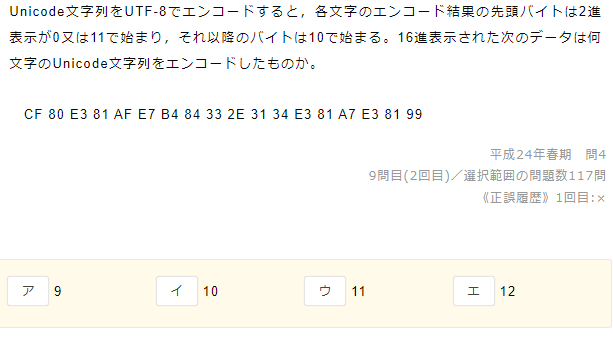 Unicode文字列をUTF-8でエンコードすると，各文字のエンコード結果の先頭バイトは2進
表示が0又は11で始まり，それ以降のバイトは10で始まる。16進表示された次のデータは何
文字のUnicode文字列をエンコードしたものか。
CF 80 E3 81 AF E7 B4 84 33 2E 31 34 E3 81 A7 E3 81 99
平成24年春期　問4
9問目(2回目)／選択範囲の問題数117問
《正誤履歴》1回目:×
ア 9 イ 10 ウ 11 エ 12